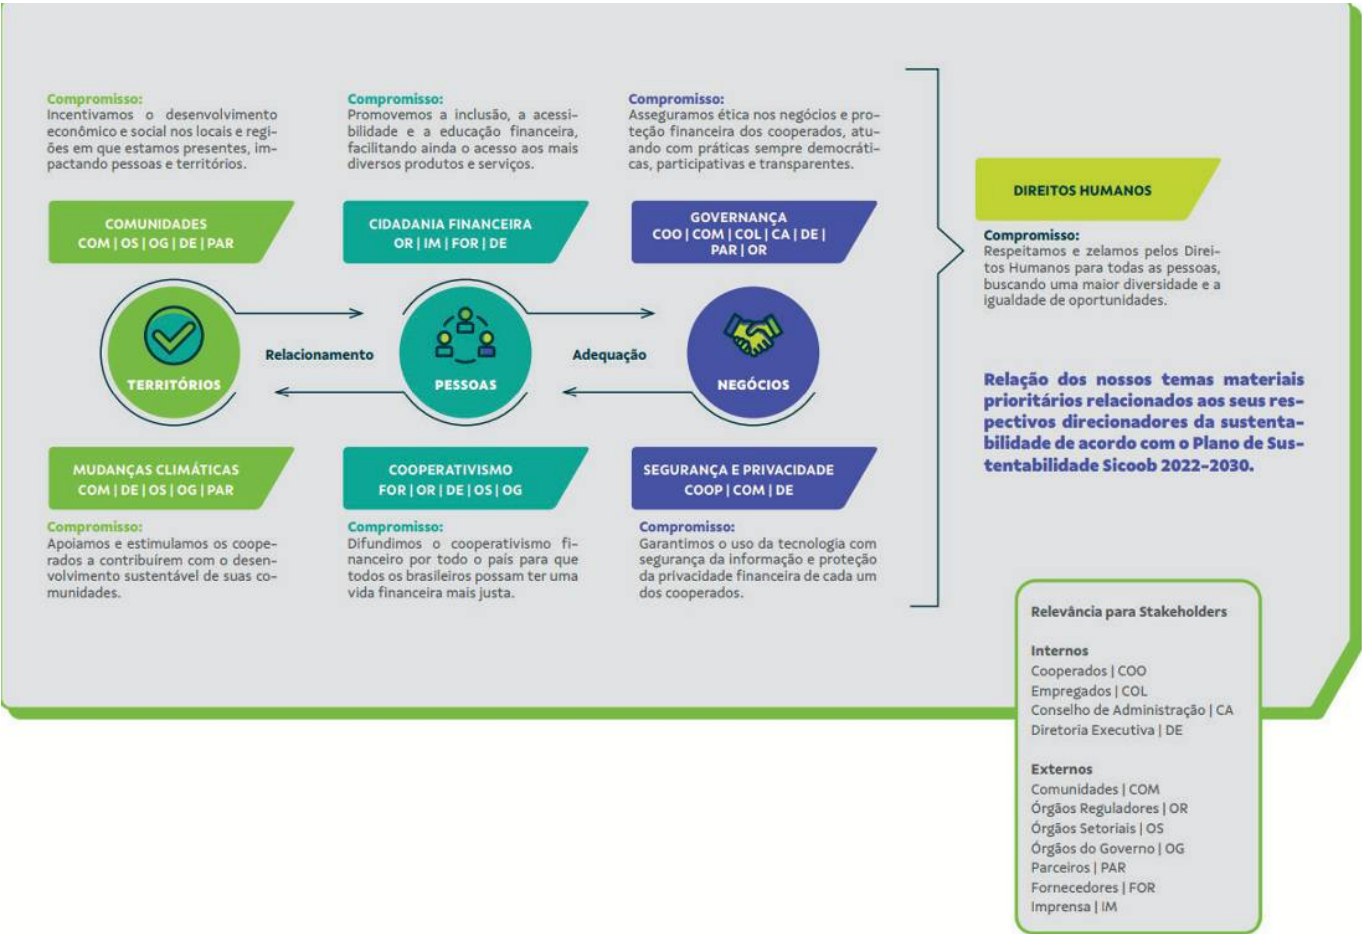 Compromisso:
Incentivamos o desenvolvimento
econômico e social nos locais e regi-
ões em que estamos presentes, im-
pactando pessoas e territórios.
COMUNIDADES
COM | OS | OG | DE | PAR
Compromisso:
Promovemos a inclusão, a acessi-
bilidade e a educação financeira,
facilitando ainda o acesso aos mais
diversos produtos e serviços.
CIDADANIA FINANCEIRA
OR | IM | FOR | DE
Compromisso:
Asseguramos ética nos negócios e pro-
teção financeira dos cooperados, atu-
ando com práticas sempre democráti-
cas, participativas e transparentes.
GOVERNANÇA
COO | COM | COL | CA | DE |
PAR | OR
TERRITÓRIOS
Relacionamento
PESSOAS
Adequação
NEGÓCIOS
MUDANÇAS CLIMÁTICAS
COM | DE | OS | OG | PAR
Compromisso:
Apoiamos e estimulamos os coope-
rados a contribuírem com o desen-
volvimento sustentável de suas co-
munidades.
COOPERATIVISMO
FOR | OR | DE | OS | OG
Compromisso:
Difundimos o cooperativismo fi-
nanceiro por todo o país para que
todos os brasileiros possam ter uma
vida financeira mais justa.
SEGURANÇA E PRIVACIDADE
COOP | COM | DE
Compromisso:
Garantimos o uso da tecnologia com
segurança da informação e proteção
da privacidade financeira de cada um
dos cooperados.
DIREITOS HUMANOS
Compromisso:
Respeitamos e zelamos pelos Direi-
tos Humanos para todas as pessoas,
buscando uma maior diversidade e a
igualdade de oportunidades.
Relação dos nossos temas materiais
prioritários relacionados aos seus res-
pectivos direcionadores da sustenta-
bilidade de acordo com o Plano de Sus-
tentabilidade Sicoob 2022-2030.
Relevância para Stakeholders
Internos
Cooperados | COO
Empregados | COL
Conselho de Administração | CA
Diretoria Executiva | DE
Externos
Comunidades | COM
Órgãos Reguladores | OR
Órgãos Setoriais | OS
Órgãos do Governo | OG
Parceiros | PAR
Fornecedores | FOR
Imprensa | IM